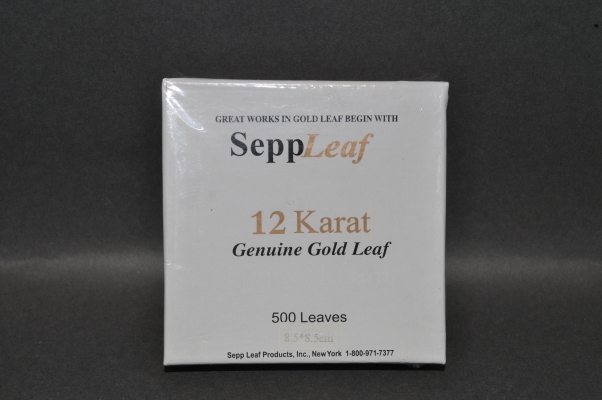 GREAT WORKS IN GOLD LEAF BEGIN WITH
SeppLeaf
12 Karat
Genuine Gold Leaf
500 Leaves
8.5*8.5cm
Sepp Leaf Products, Inc., New York 1-800-971-7377